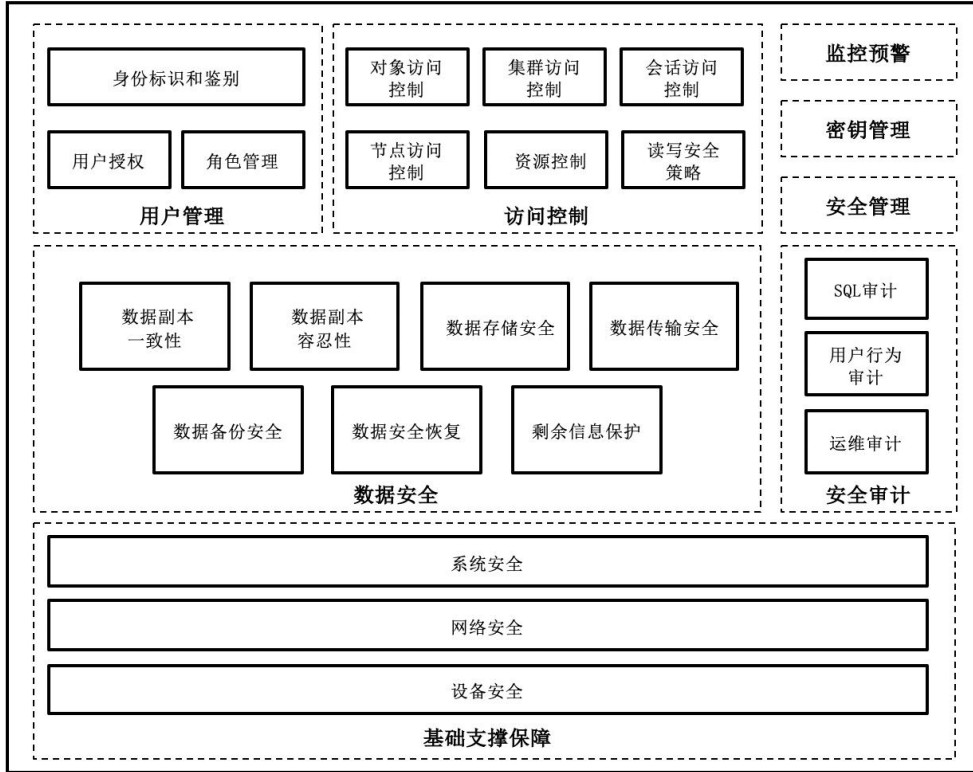 身份标识和鉴别
用户授权
角色管理
用户管理
对象访问
控制
集群访问
控制
会话访问
控制
节点访问
控制
资源控制
读写安全
策略
访问控制
监控预警
密钥管理
安全管理
数据副本
一致性
数据副本
容忍性
数据存储安全
数据传输安全
数据备份安全
数据安全恢复
剩余信息保护
数据安全
SQL审计
用户行为
审计
运维审计
安全审计
系统安全
网络安全
设备安全
基础支撑保障